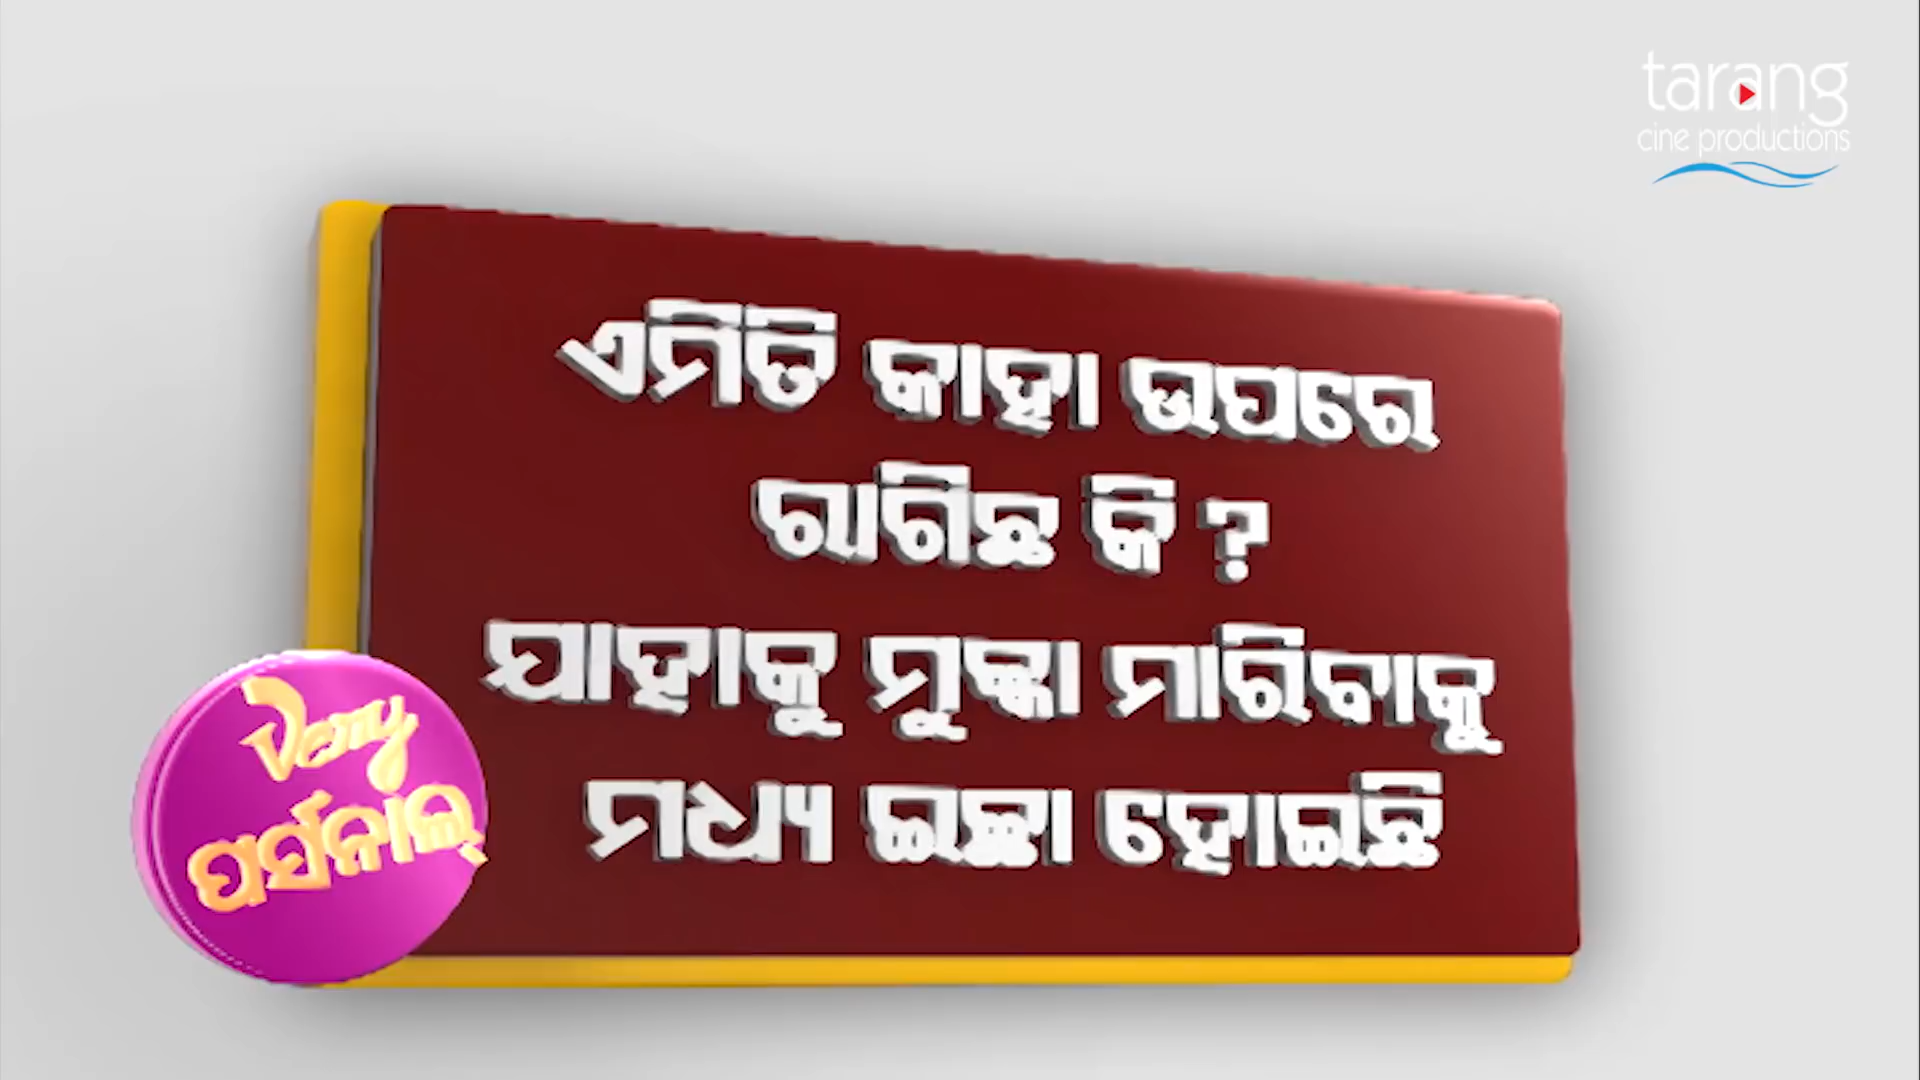 tarang
cine productions
ଏମିତି କାହା ଉପରେ
ରାଗିଛ କି ?
ଯାହାକୁ ମୁକ୍କା ମାରିବାକୁ
ମଧ୍ୟ ଇଚ୍ଛା ହୋଇଛି
Very
ପର୍ସନାଲ୍